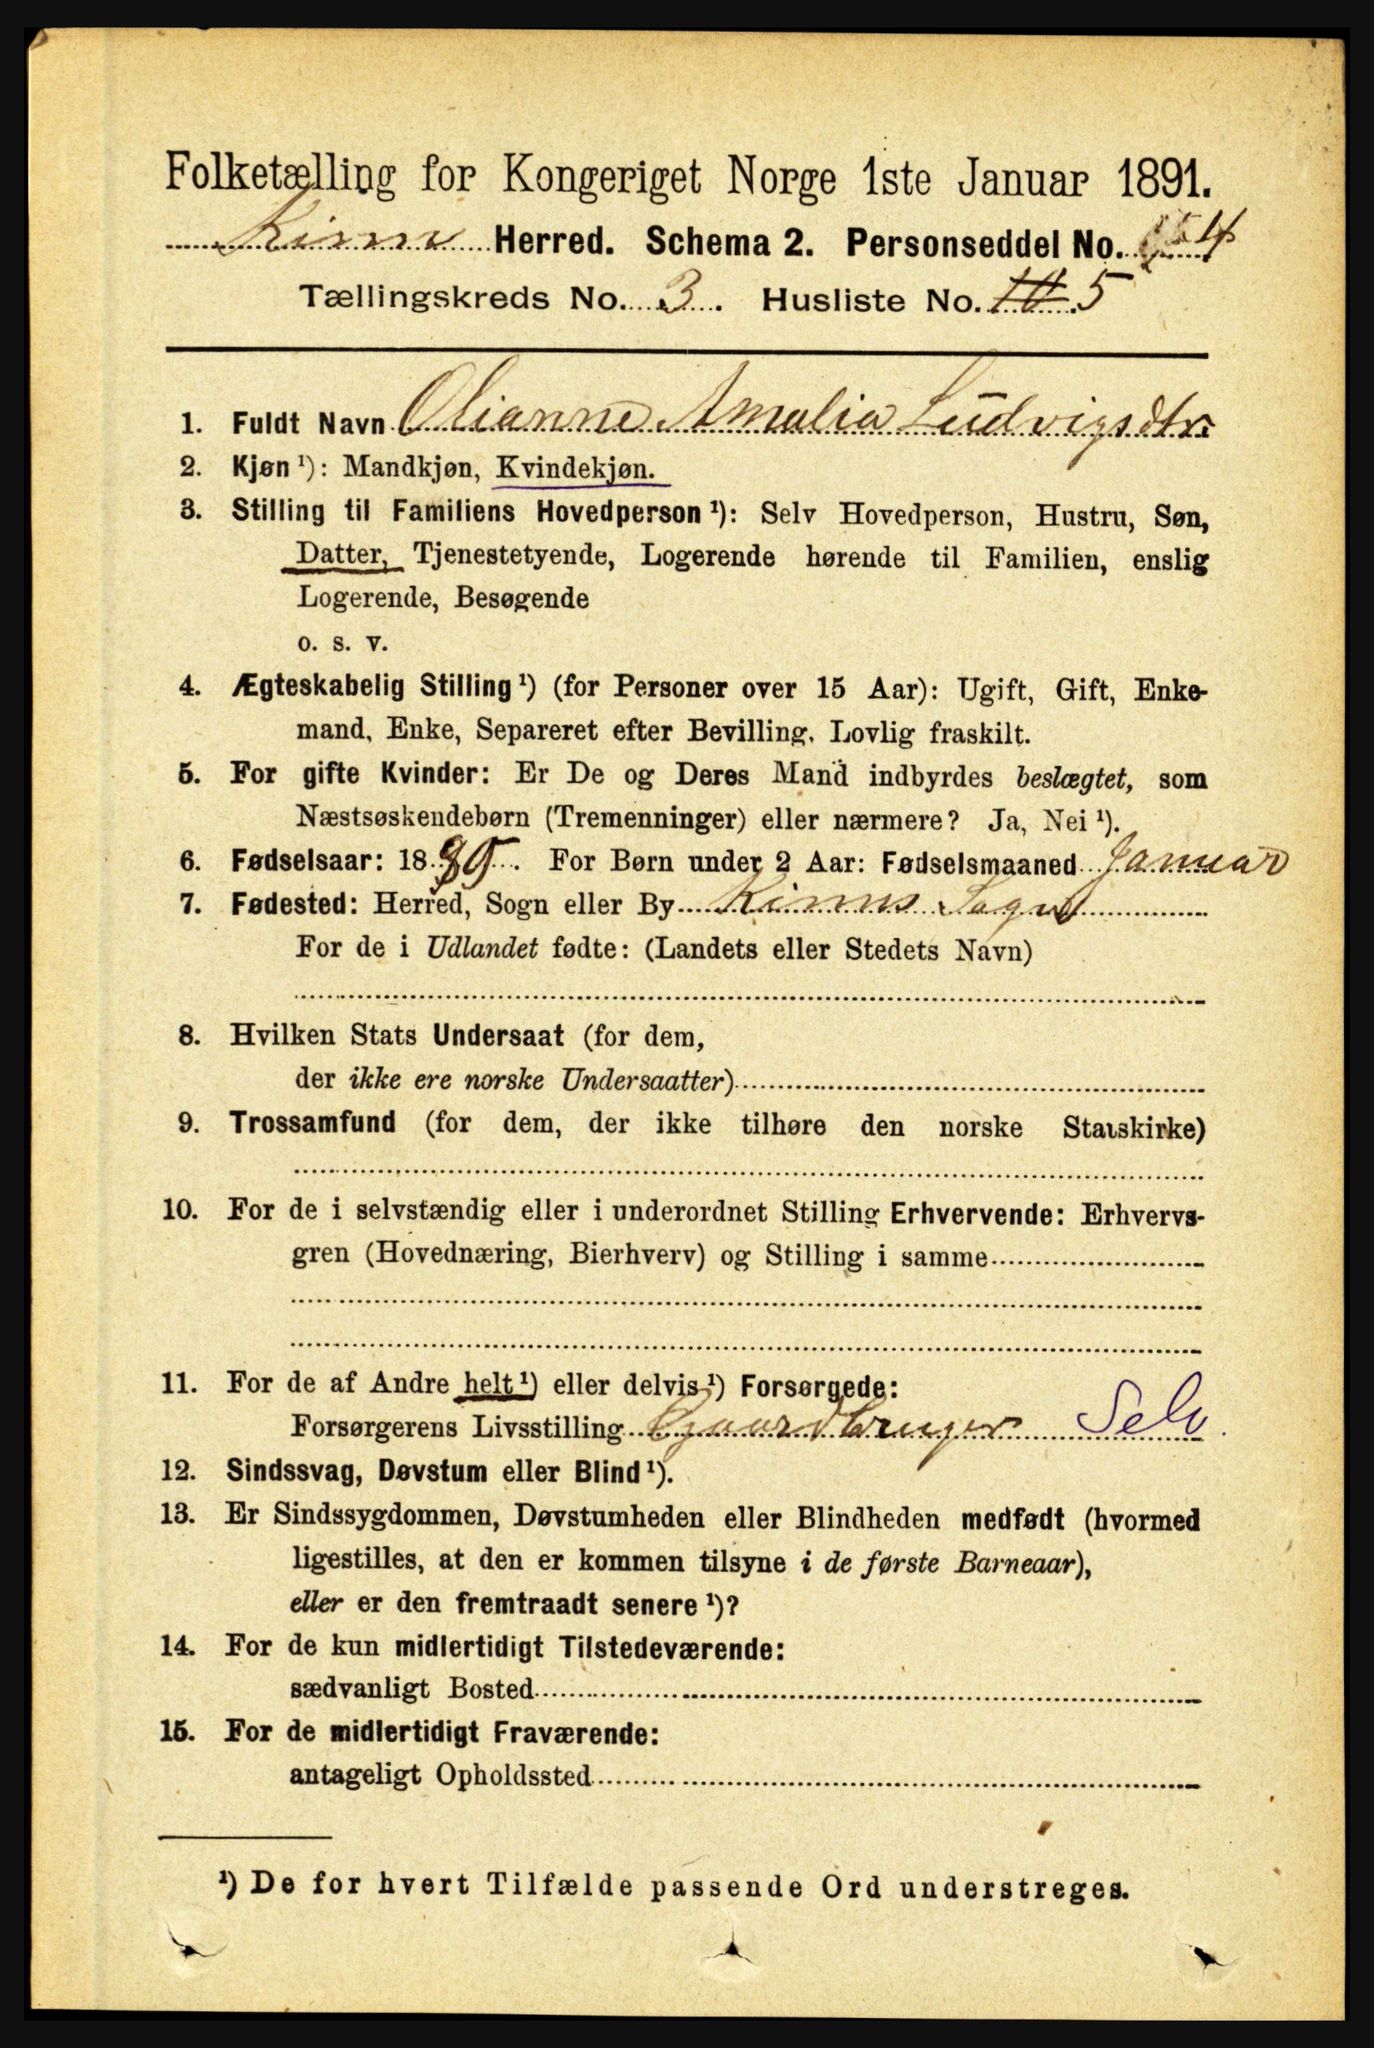 Folketælling for Kongeriget Norge 1ste Januar 1891.
Kinn Herred. Schema 2. Personseddel No. 4
Tællingskreds No. 3. Husliste No. 10 5
1. Fuldt Navn Olianne Amalia Ludvigsdtr.
2. Kjøn ¹): Mandkjøn, Kvindekjøn.
3. Stilling til Familiens Hovedperson ¹): Selv Hovedperson, Hustru, Søn,
Datter, Tjenestetyende, Logerende hørende til Familien, enslig
Logerende, Besøgende
o. s. v.
4. Ægteskabelig Stilling ¹) (for Personer over 15 Aar): Ugift, Gift, Enke-
mand, Enke, Separeret efter Bevilling, Lovlig fraskilt.
5. For gifte Kvinder: Er De og Deres Mand indbyrdes beslægtet, som
Næstsøskendebørn (Tremenninger) eller nærmere? Ja, Nei ¹).
6. Fødselsaar: 1889. For Børn under 2 Aar: Fødselsmaaned Januar
7. Fødested: Herred, Sogn eller By Kinns Sogn
For de i Udlandet fødte: (Landets eller Stedets Navn)
8. Hvilken Stats Undersaat (for dem,
der ikke ere norske Undersaatter)
9. Trossamfund (for dem, der ikke tilhøre den norske Statskirke)
10. For de i selvstændig eller i underordnet Stilling Erhvervende: Erhvervs-
gren (Hovednæring, Bierhverv) og Stilling i samme
11. For de af Andre helt ¹) eller delvis ¹) Forsørgede:
Forsørgerens Livsstilling Gaardbruger Selv.
12. Sindssvag, Døvstum eller Blind ¹).
13. Er Sindssygdommen, Døvstumheden eller Blindheden medfødt (hvormed
ligestilles, at den er kommen tilsyne i de første Barneaar),
eller er den fremtraadt senere ¹)?
14. For de kun midlertidigt Tilstedeværende:
sædvanligt Bosted
15. For de midlertidigt Fraværende:
antageligt Opholdssted
¹) De for hvert Tilfælde passende Ord understreges.